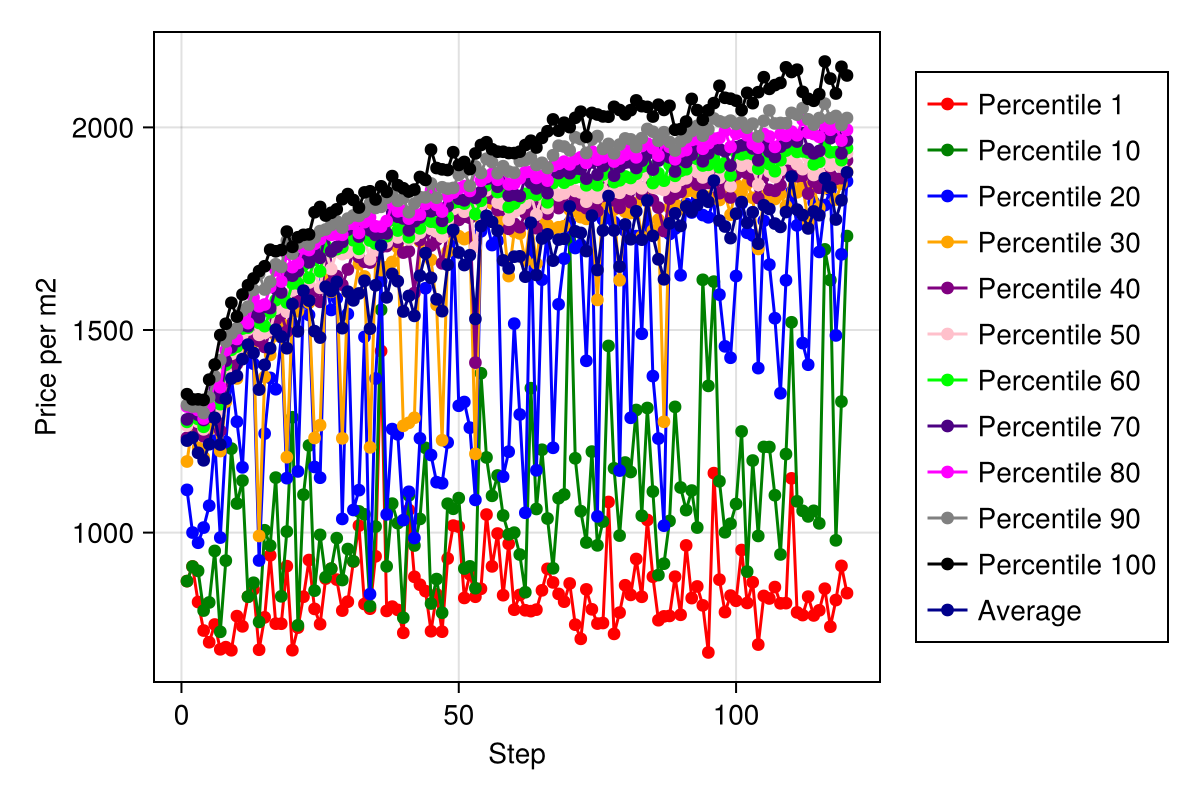 2000
1500
1000
0
50
100
Price per m2
Step
Percentile 1
Percentile 10
Percentile 20
Percentile 30
Percentile 40
Percentile 50
Percentile 60
Percentile 70
Percentile 80
Percentile 90
Percentile 100
Average